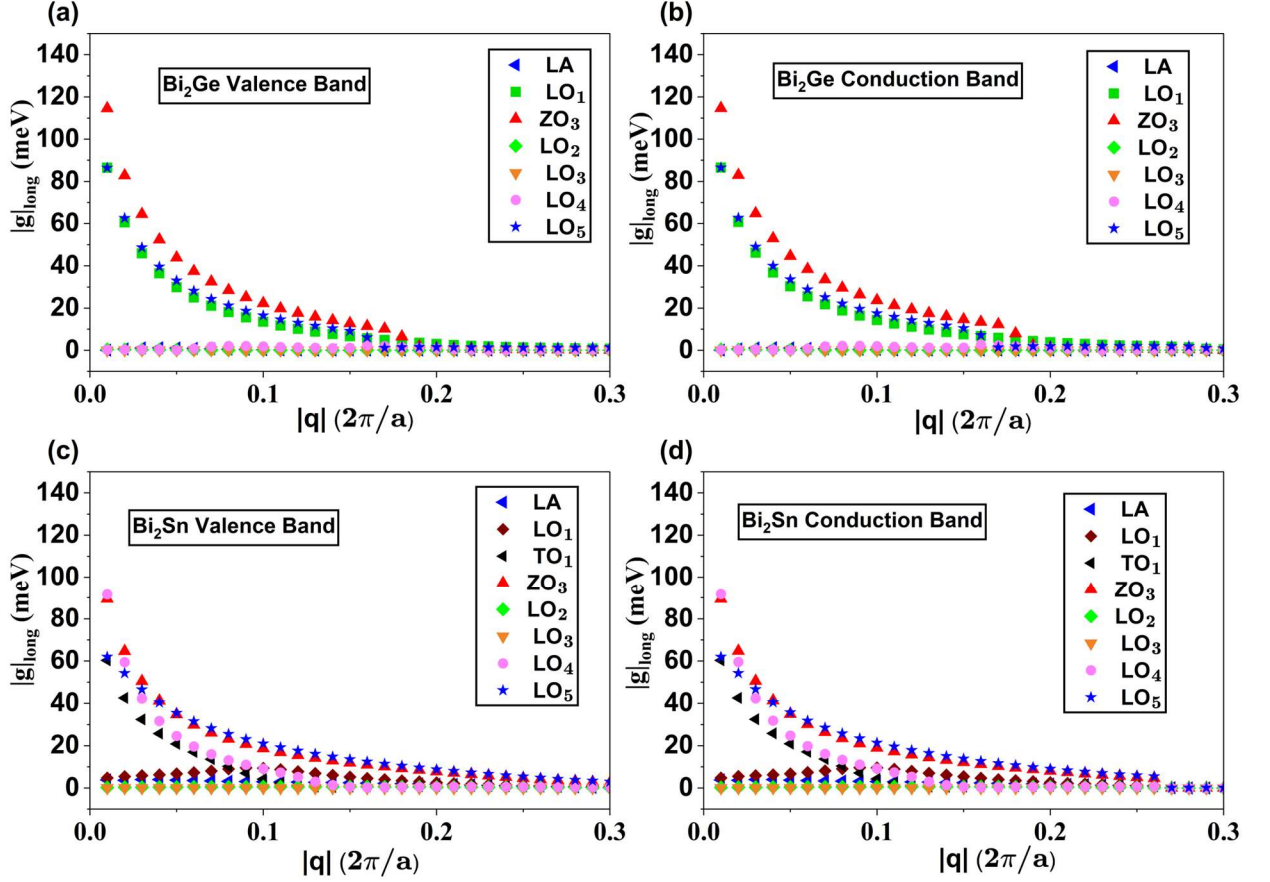 (a)
140
120
100
80
60
40
20
0
|g|long (meV)
Bi₂Ge Valence Band
LA
LO₁
ZO₃
LO₂
LO₃
LO₄
LO₅
0.0 0.1 0.2 0.3
|q| (2π/a)
(b)
140
120
100
80
60
40
20
0
|g|long (meV)
Bi₂Ge Conduction Band
LA
LO₁
ZO₃
LO₂
LO₃
LO₄
LO₅
0.0 0.1 0.2 0.3
|q| (2π/a)
(c)
140
120
100
80
60
40
20
0
|g|long (meV)
Bi₂Sn Valence Band
LA
LO₁
TO₁
ZO₃
LO₂
LO₃
LO₄
LO₅
0.0 0.1 0.2 0.3
|q| (2π/a)
(d)
140
120
100
80
60
40
20
0
|g|long (meV)
Bi₂Sn Conduction Band
LA
LO₁
TO₁
ZO₃
LO₂
LO₃
LO₄
LO₅
0.0 0.1 0.2 0.3
|q| (2π/a)